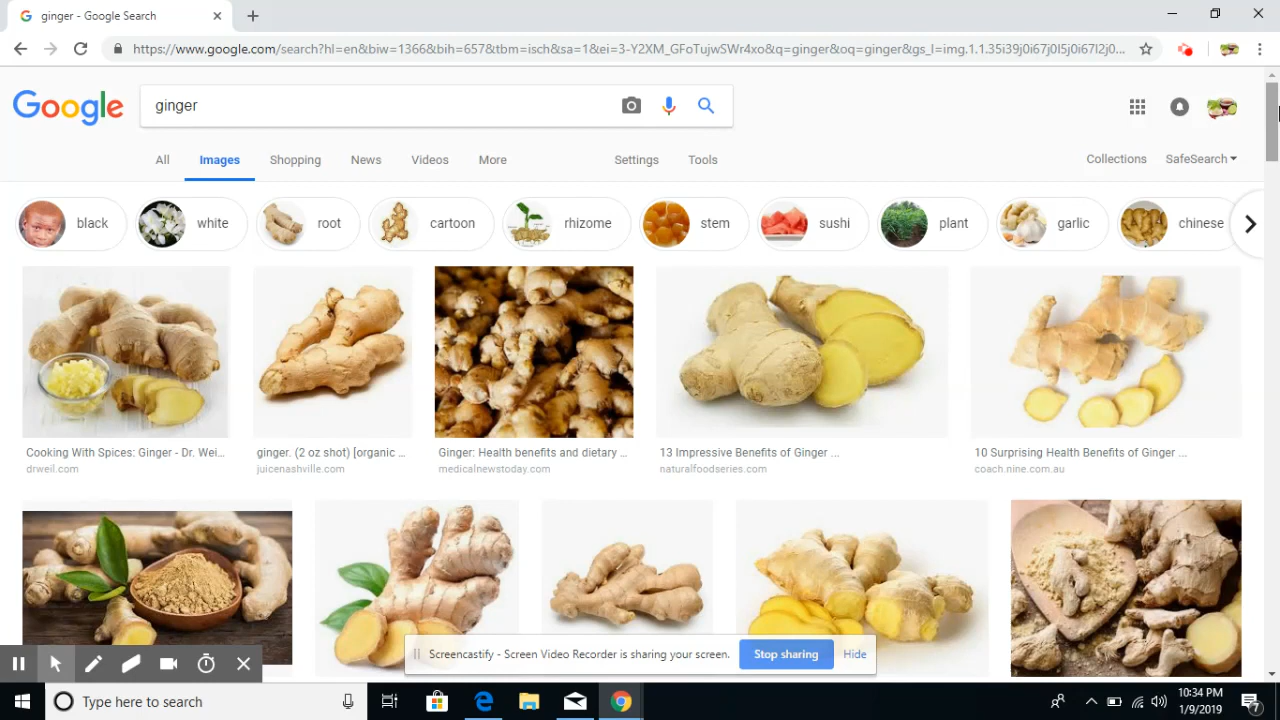 ginger - Google Search
https://www.google.com/search?hl=en&biw=1366&bih=657&tbm=isch&sa=1&ei=3-Y2XM_GFoTujwSWr4xo&q=ginger&oq=ginger&gs_l=img.1.1.35i39j0i67j0l5j0i67l2j0...
Google
ginger
All Images Shopping News Videos More Settings Tools Collections SafeSearch
black white root cartoon rhizome stem sushi plant garlic chinese
Cooking With Spices: Ginger - Dr. Wei... ginger. (2 oz shot) [organic ... Ginger: Health benefits and dietary ... 13 Impressive Benefits of Ginger ... 10 Surprising Health Benefits of Ginger ...
drweil.com juicenashville.com medicalnewstoday.com naturalfoodseries.com coach.nine.com.au
Screencastify - Screen Video Recorder is sharing your screen. Stop sharing Hide
Type here to search
10:34 PM
1/9/2019
7